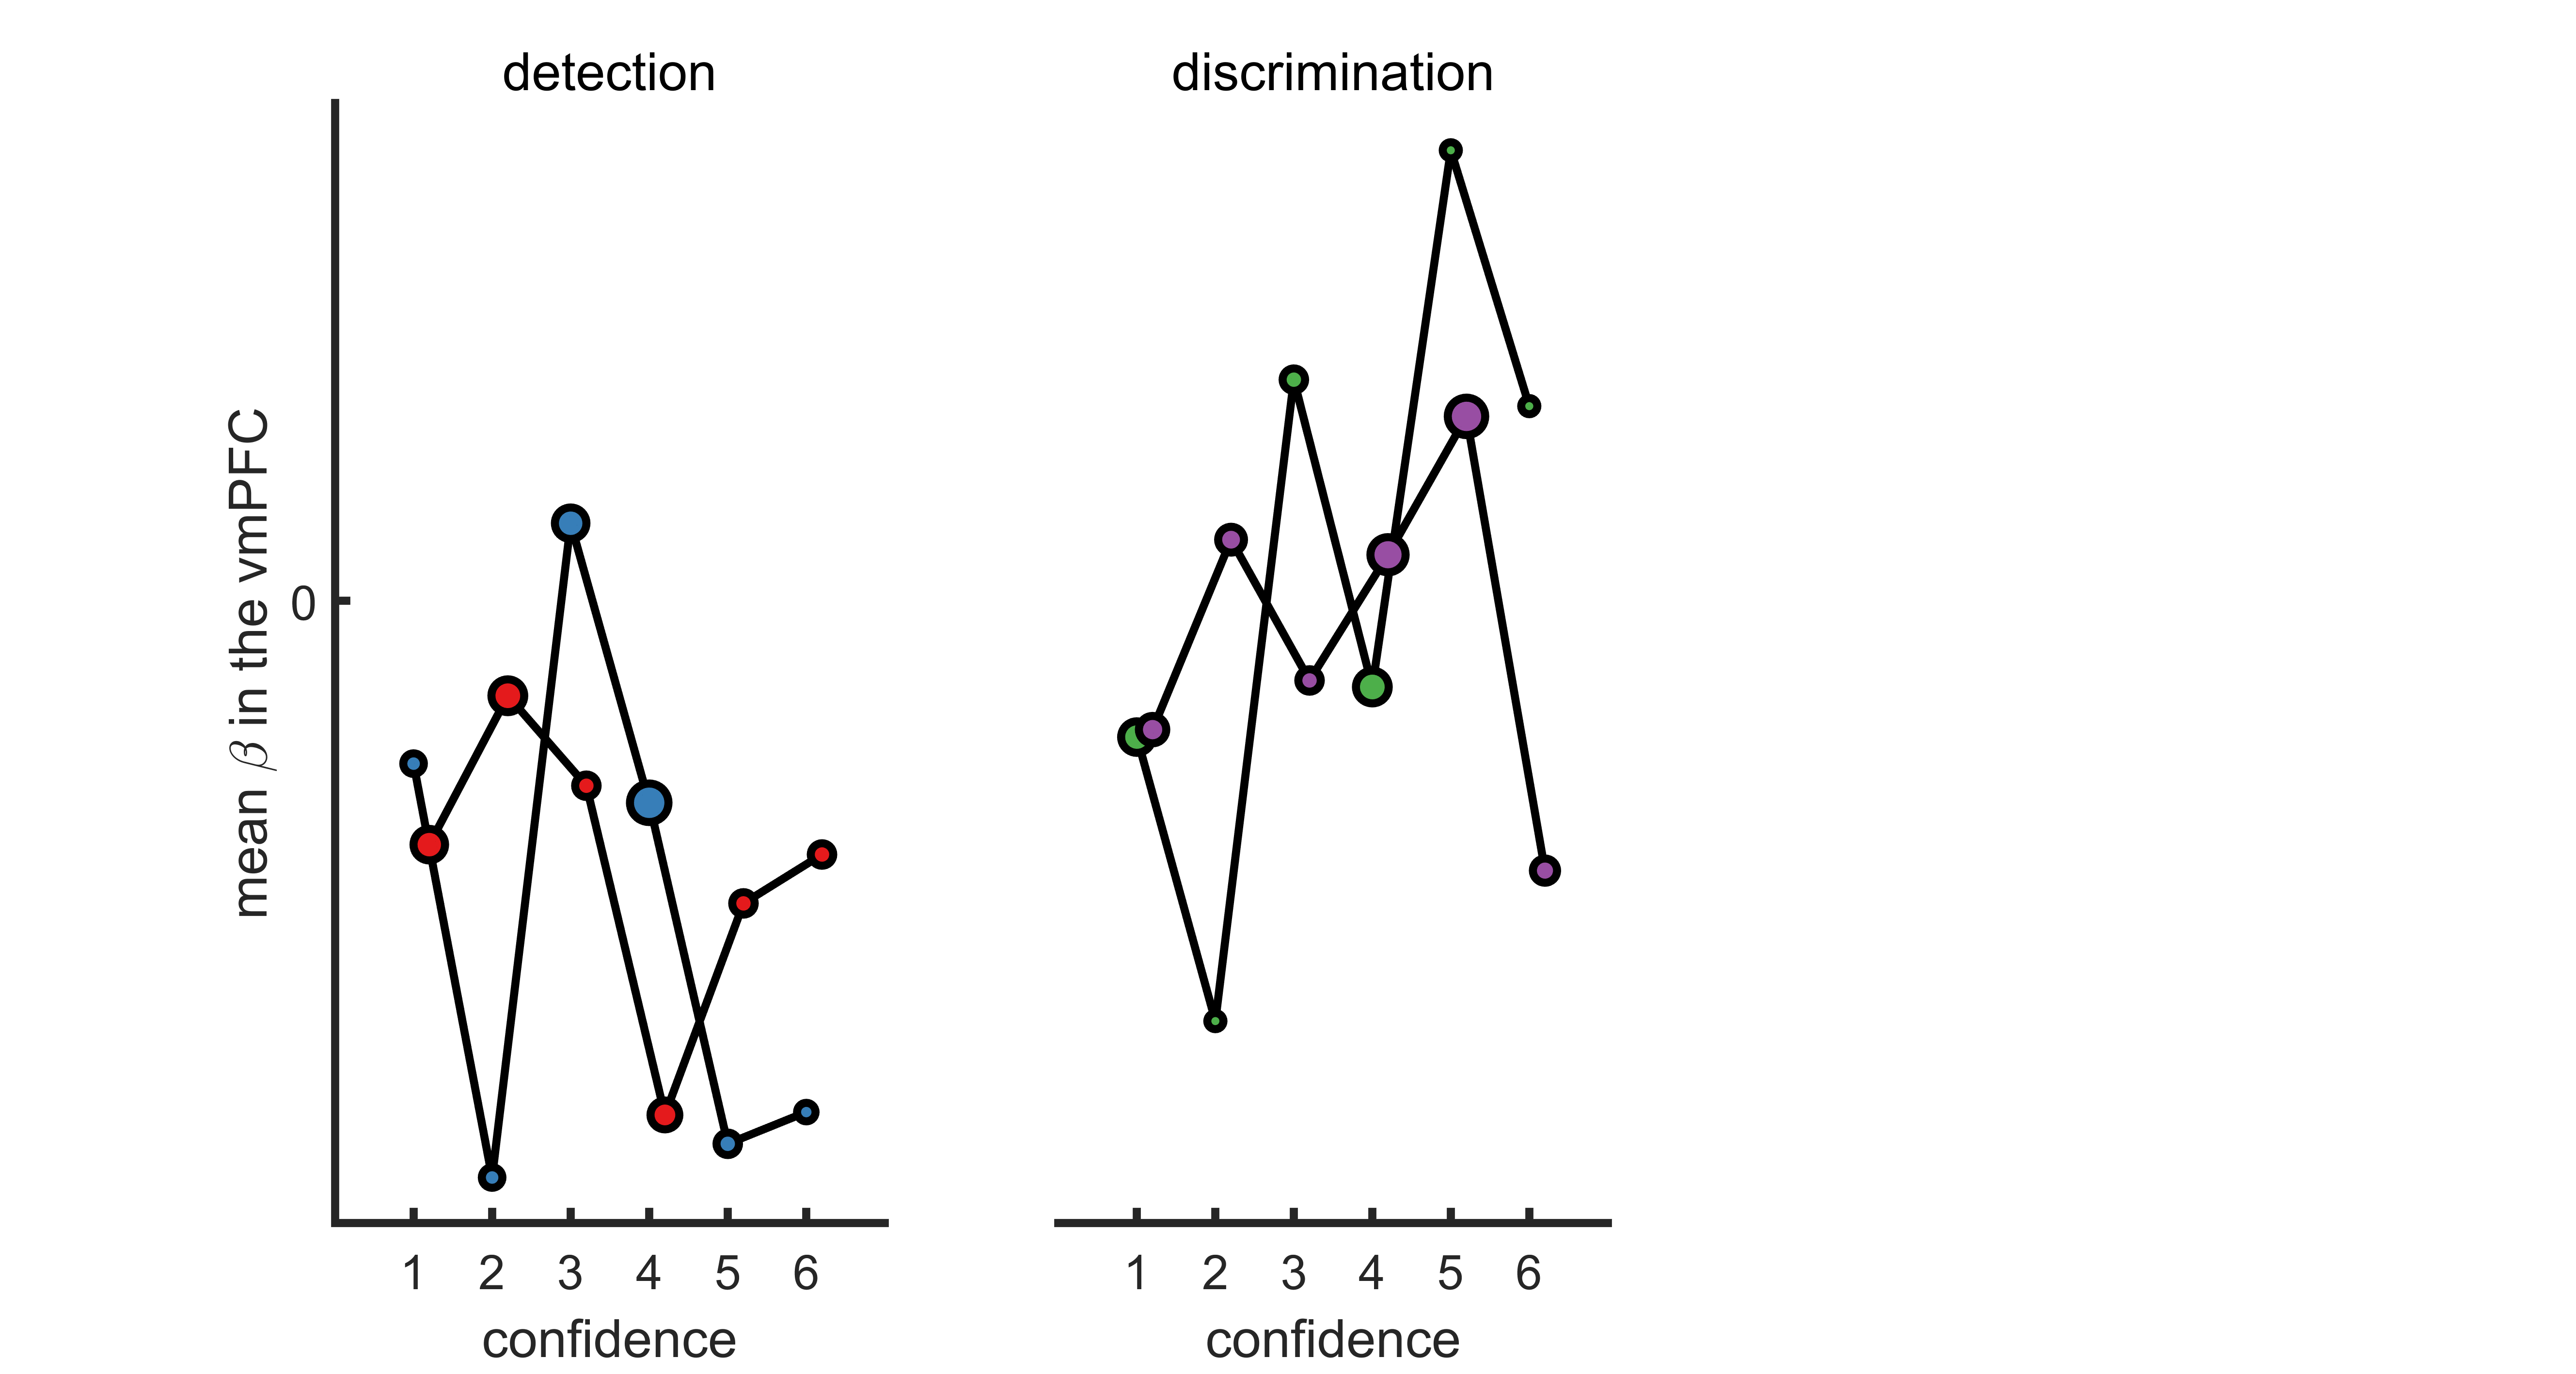 detection
discrimination
mean β in the vmPFC
0
1 2 3 4 5 6
1 2 3 4 5 6
confidence
confidence